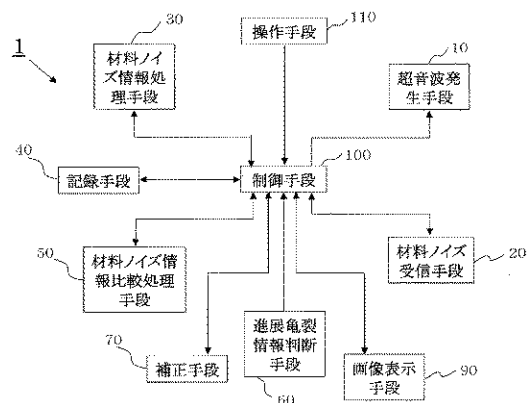 1
30
材料ノイ
ズ情報処
理手段
操作手段
110
10
超音波発
生手段
40
記録手段
100
制御手段
50
材料ノイズ情
報比較処理
手段
材料ノイズ
受信手段
20
70
補正手段
進展亀裂
情報判断
手段
60
画像表示
手段
90